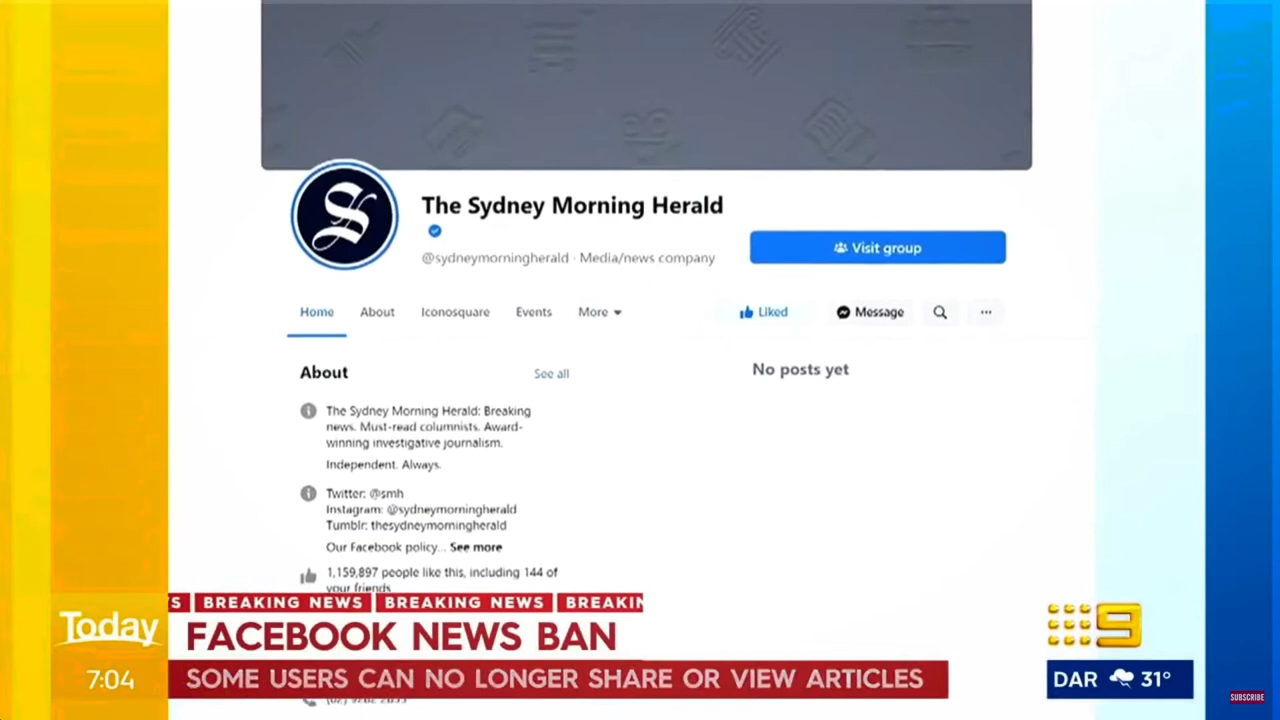 The Sydney Morning Herald
@sydneymorningherald · Media/news company
Visit group
Home
About
Iconosquare
Events
More
Liked
Message
...
About
See all
No posts yet
The Sydney Morning Herald: Breaking
news. Must-read columnists. Award-
winning investigative journalism.
Independent. Always.
Twitter: @smh
Instagram: @sydneymorningherald
Tumblr: thesydneymorningherald
Our Facebook policy... See more
1,159,897 people like this, including 144 of
your friends
S BREAKING NEWS BREAKING NEWS BREAKIN
FACEBOOK NEWS BAN
SOME USERS CAN NO LONGER SHARE OR VIEW ARTICLES
Today
7:04
9
DAR 31°
SUBSCRIBE